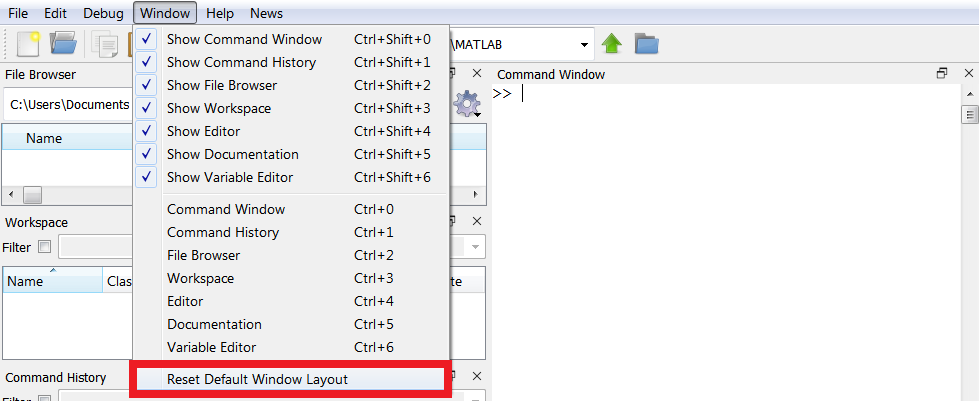 File Edit Debug Window Help News
\MATLAB
File Browser
C:\Users\Documents
Name
Workspace
Filter
Name Clas te
Command History
Filter
Show Command Window Ctrl+Shift+0
Show Command History Ctrl+Shift+1
Show File Browser Ctrl+Shift+2
Show Workspace Ctrl+Shift+3
Show Editor Ctrl+Shift+4
Show Documentation Ctrl+Shift+5
Show Variable Editor Ctrl+Shift+6
Command Window Ctrl+0
Command History Ctrl+1
File Browser Ctrl+2
Workspace Ctrl+3
Editor Ctrl+4
Documentation Ctrl+5
Variable Editor Ctrl+6
Reset Default Window Layout
Command Window
>>